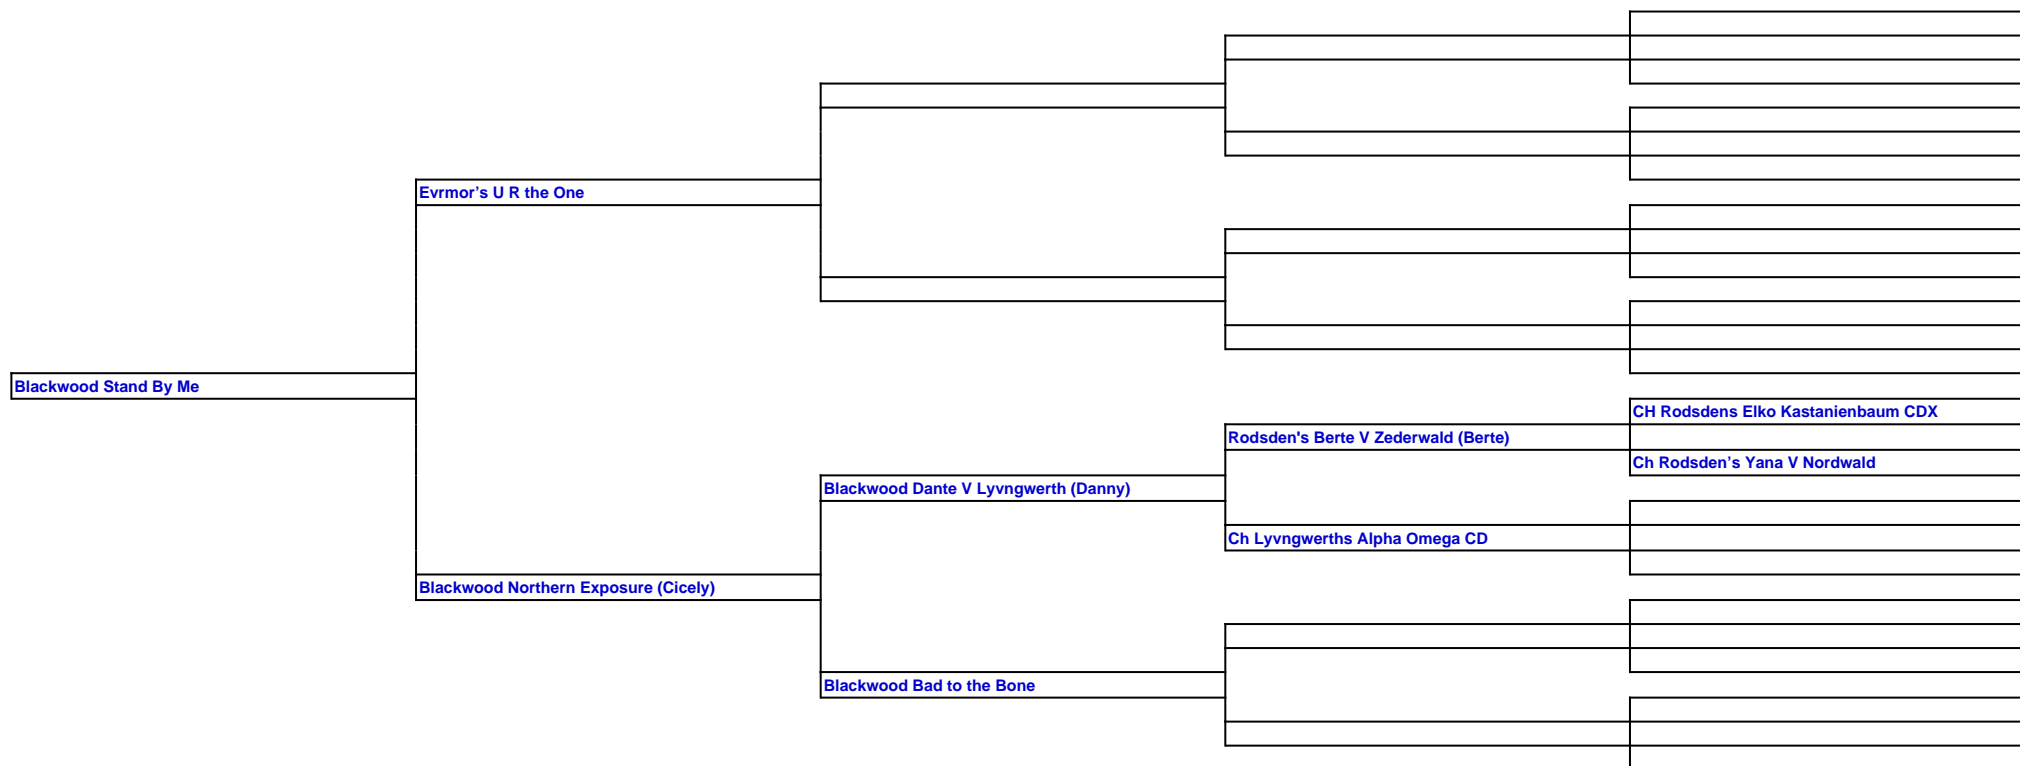 Evrmor’s U R the One
Blackwood Stand By Me
CH Rodsdens Elko Kastanienbaum CDX
Rodsden's Berte V Zederwald (Berte)
Ch Rodsden’s Yana V Nordwald
Blackwood Dante V Lyvngwerth (Danny)
Ch Lyvngwerths Alpha Omega CD
Blackwood Northern Exposure (Cicely)
Blackwood Bad to the Bone